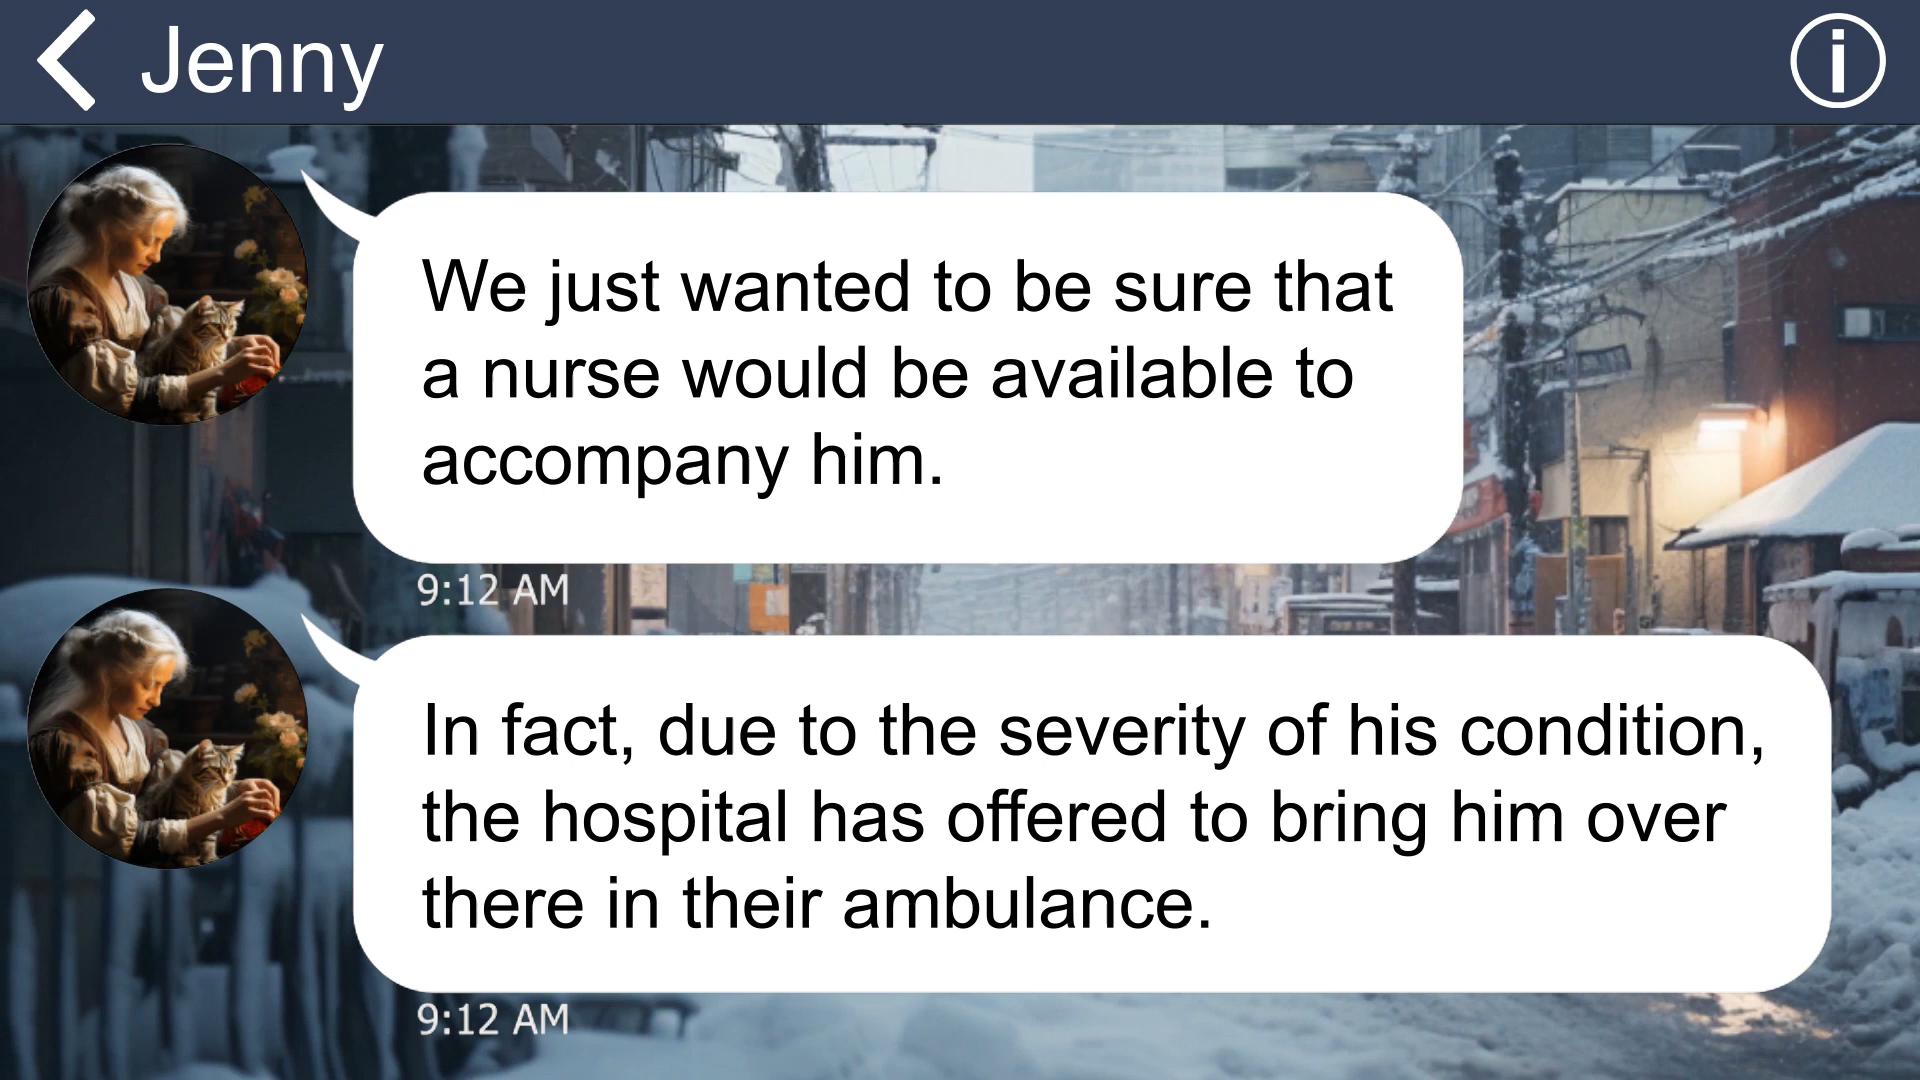 Jenny
We just wanted to be sure that
a nurse would be available to
accompany him.
9:12 AM
In fact, due to the severity of his condition,
the hospital has offered to bring him over
there in their ambulance.
9:12 AM